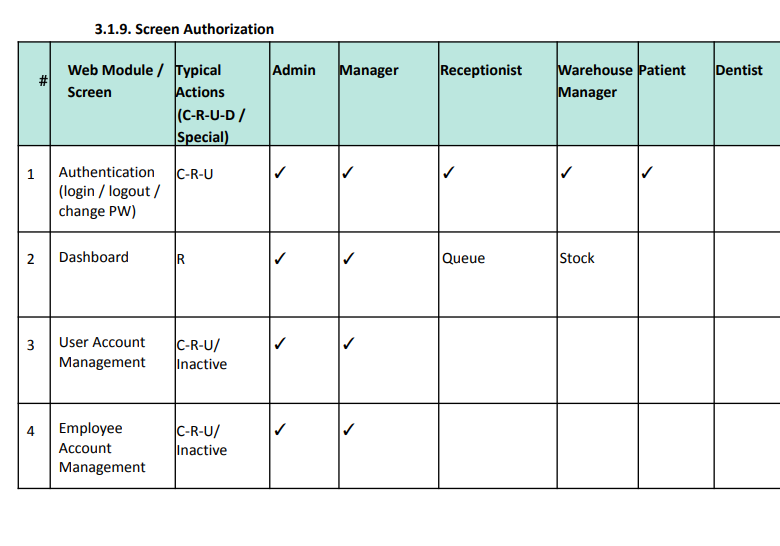 3.1.9. Screen Authorization
# Web Module / Screen Typical Actions (C-R-U-D / Special) Admin Manager Receptionist Warehouse Manager Patient Dentist
1 Authentication (login / logout / change PW) C-R-U ✓ ✓ ✓ ✓ ✓
2 Dashboard R ✓ ✓ Queue Stock
3 User Account Management C-R-U/ Inactive ✓ ✓
4 Employee Account Management C-R-U/ Inactive ✓ ✓